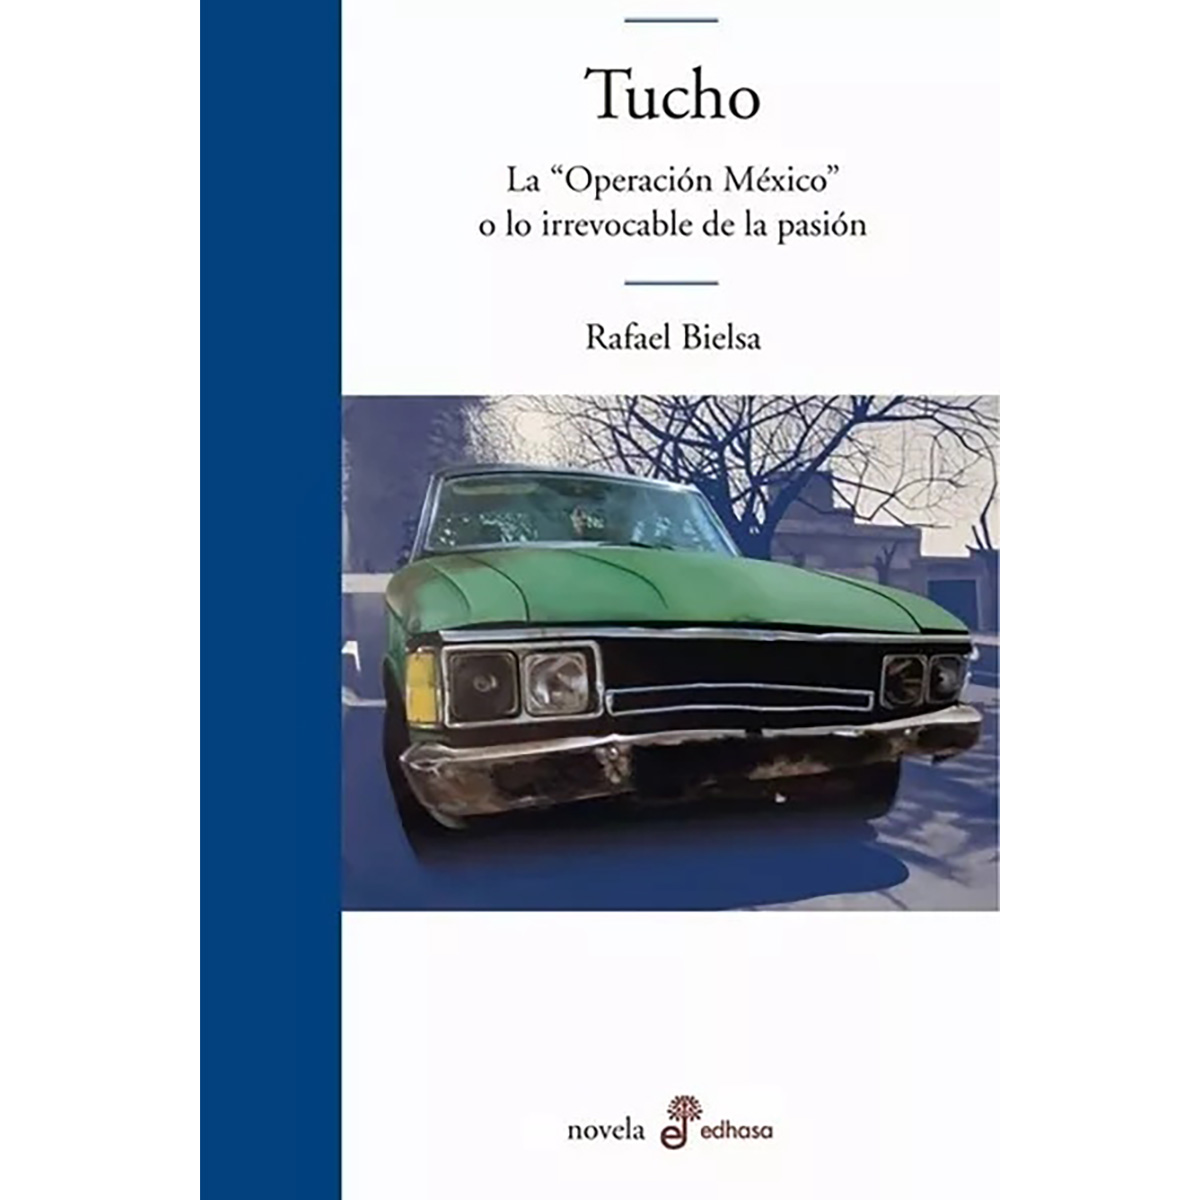 Tucho
La “Operación México”
o lo irrevocable de la pasión
Rafael Bielsa
novela edhasa